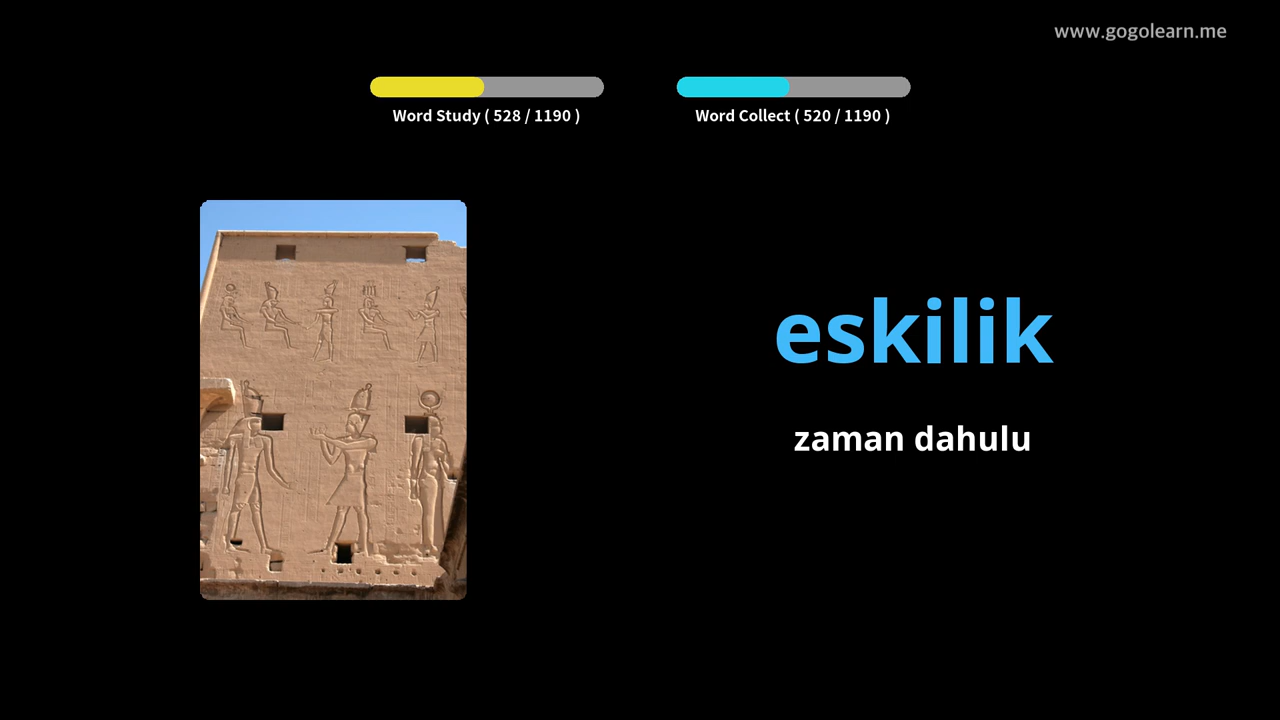 www.gogolearn.me
Word Study ( 528 / 1190 )
Word Collect ( 520 / 1190 )
eskilik
zaman dahulu